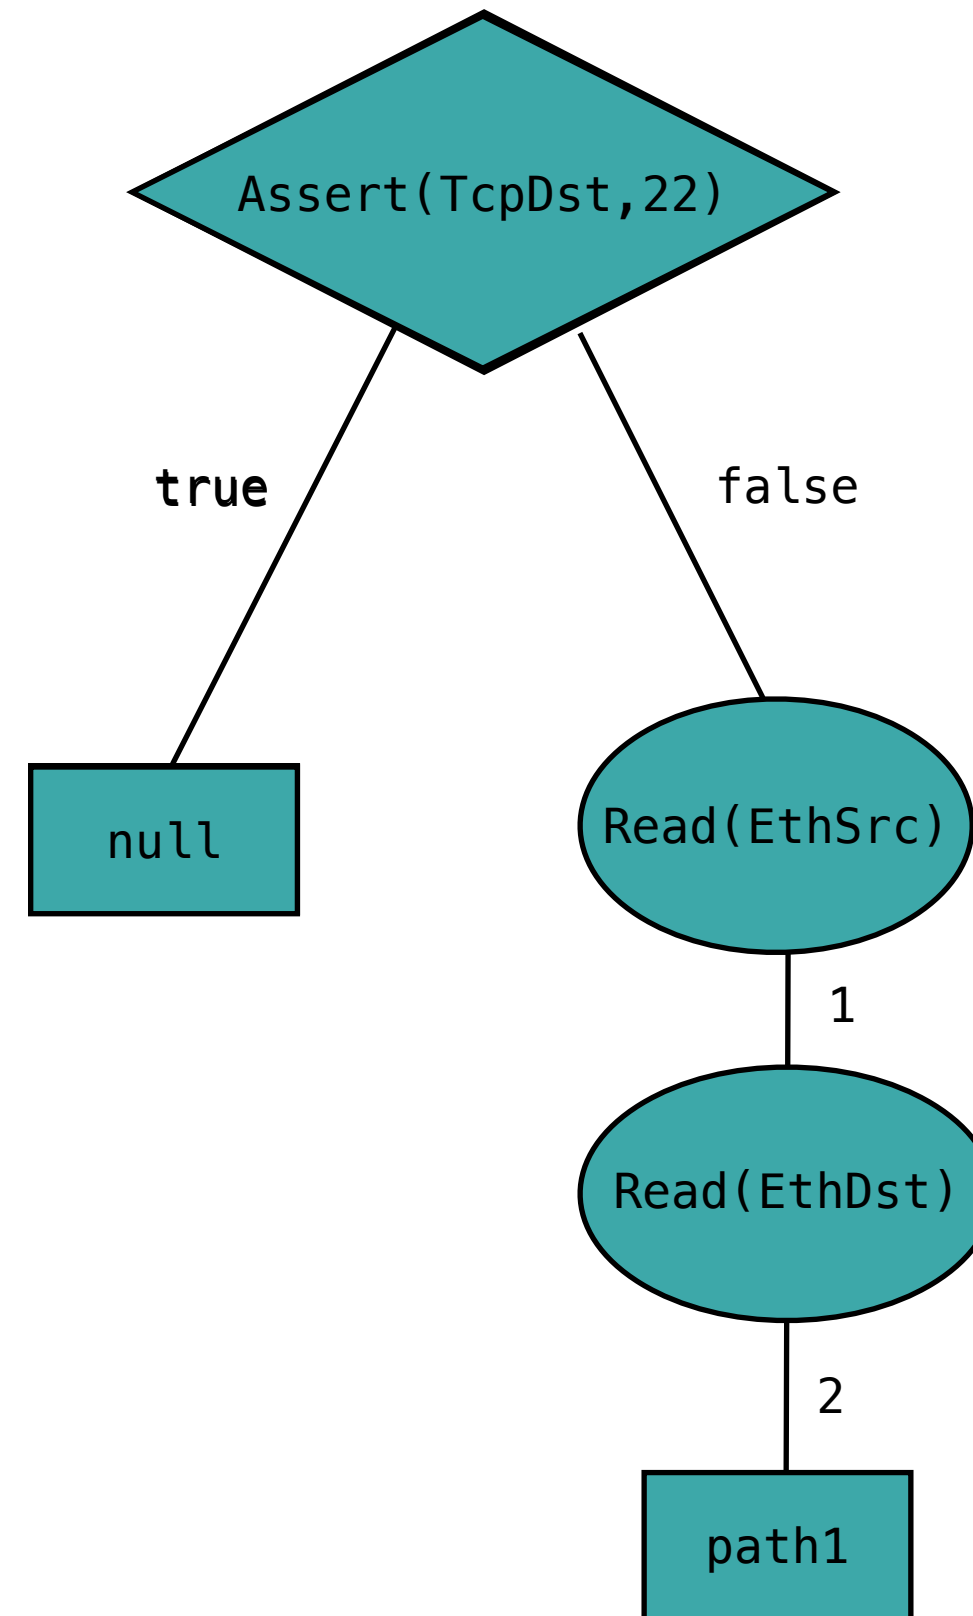 Assert(TcpDst,22)
true
false
null
Read(EthSrc)
1
Read(EthDst)
2
path1